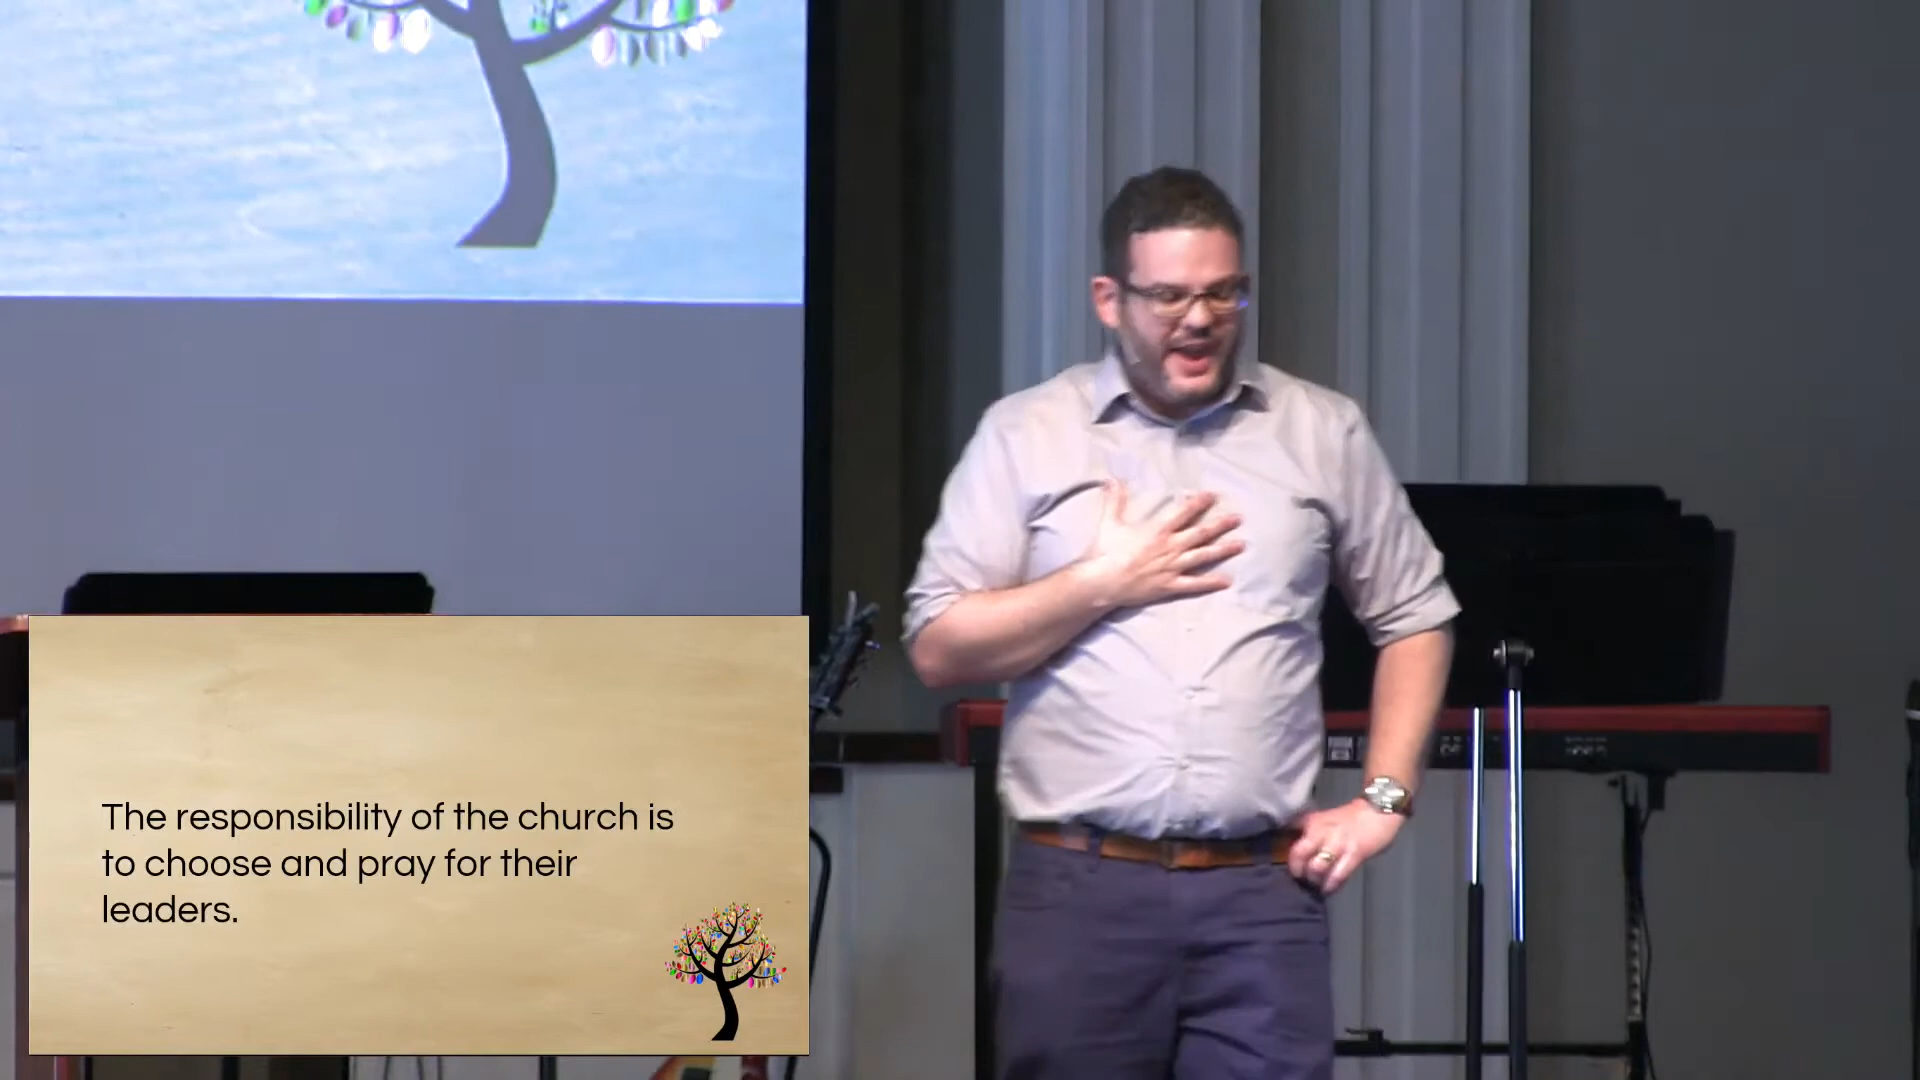 The responsibility of the church is
to choose and pray for their
leaders.